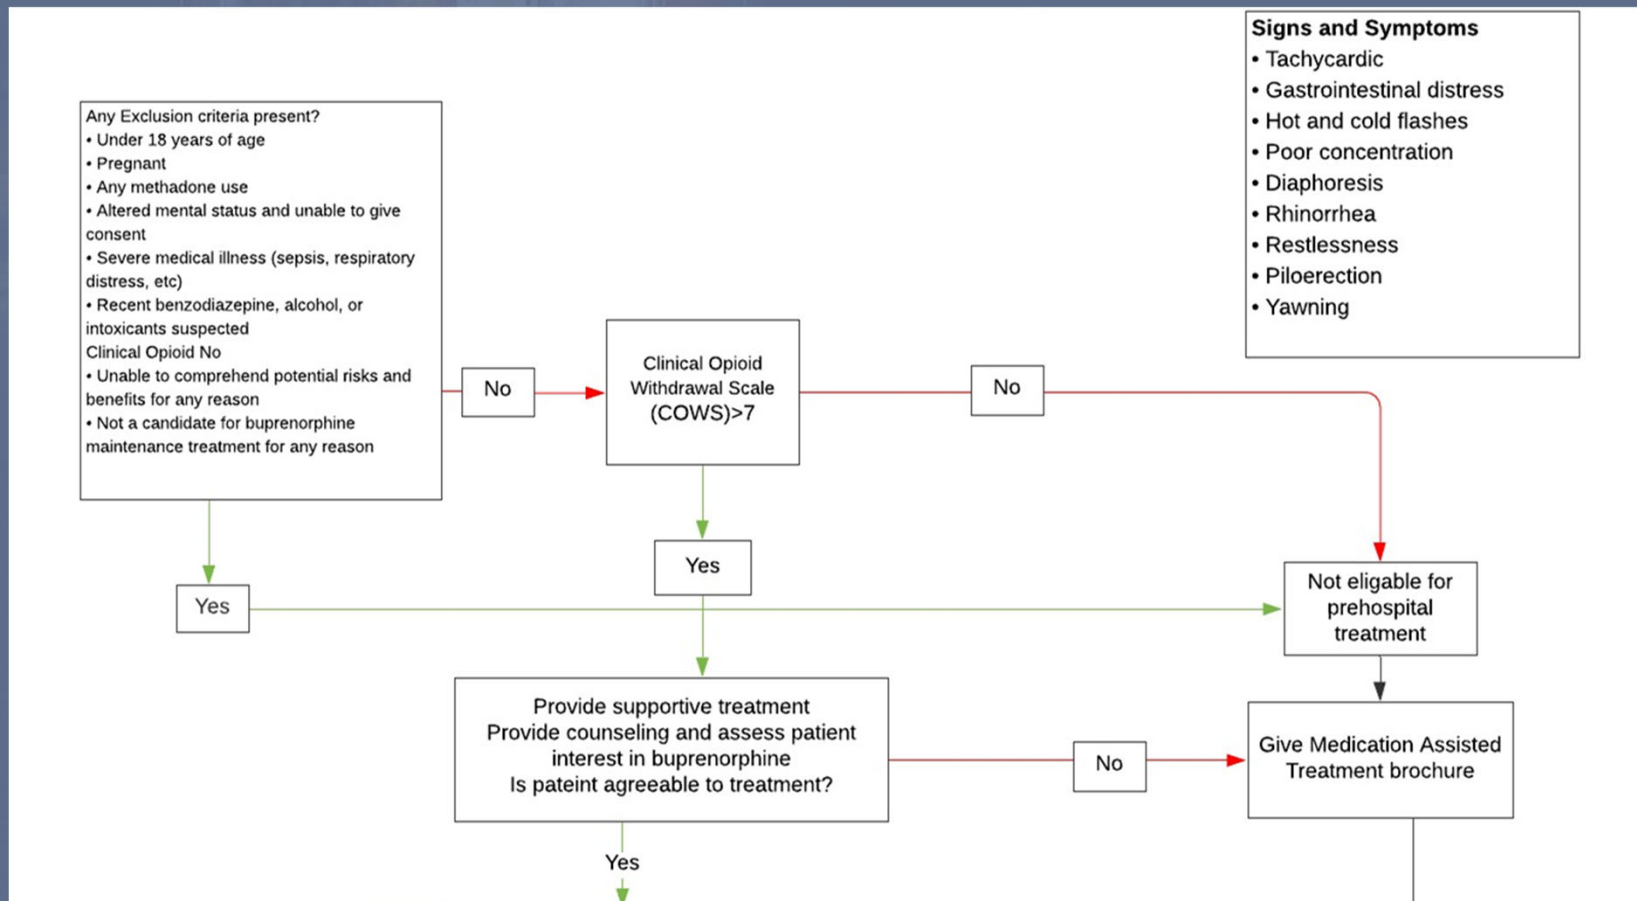 Signs and Symptoms
• Tachycardic
• Gastrointestinal distress
• Hot and cold flashes
• Poor concentration
• Diaphoresis
• Rhinorrhea
• Restlessness
• Piloerection
• Yawning
Any Exclusion criteria present?
• Under 18 years of age
• Pregnant
• Any methadone use
• Altered mental status and unable to give
consent
• Severe medical illness (sepsis, respiratory
distress, etc)
• Recent benzodiazepine, alcohol, or
intoxicants suspected
Clinical Opioid No
• Unable to comprehend potential risks and
benefits for any reason
• Not a candidate for buprenorphine
maintenance treatment for any reason
No
Clinical Opioid
Withdrawal Scale
(COWS)>7
No
Yes
Yes
Not eligable for
prehospital
treatment
Provide supportive treatment
Provide counseling and assess patient
interest in buprenorphine
Is pateint agreeable to treatment?
No
Give Medication Assisted
Treatment brochure
Yes